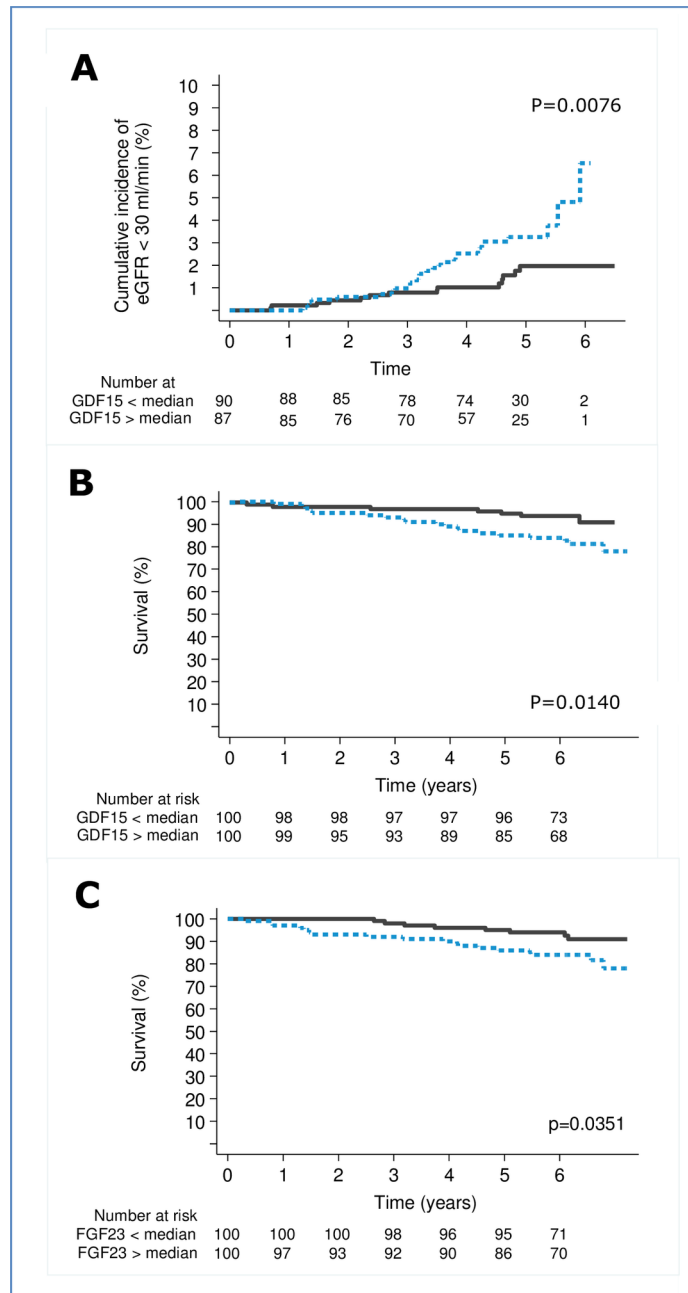 A
P=0.0076
Cumulative incidence of
eGFR < 30 ml/min (%)
10
9
8
7
6
5
4
3
2
1
0 1 2 3 4 5 6
Time
Number at
GDF15 < median 90 88 85 78 74 30 2
GDF15 > median 87 85 76 70 57 25 1
B
Survival (%)
100
90
80
70
60
50
40
30
20
10
P=0.0140
0 1 2 3 4 5 6
Time (years)
Number at risk
GDF15 < median 100 98 98 97 97 96 73
GDF15 > median 100 99 95 93 89 85 68
C
Survival (%)
100
90
80
70
60
50
40
30
20
10
p=0.0351
0 1 2 3 4 5 6
Time (years)
Number at risk
FGF23 < median 100 100 100 98 96 95 71
FGF23 > median 100 97 93 92 90 86 70